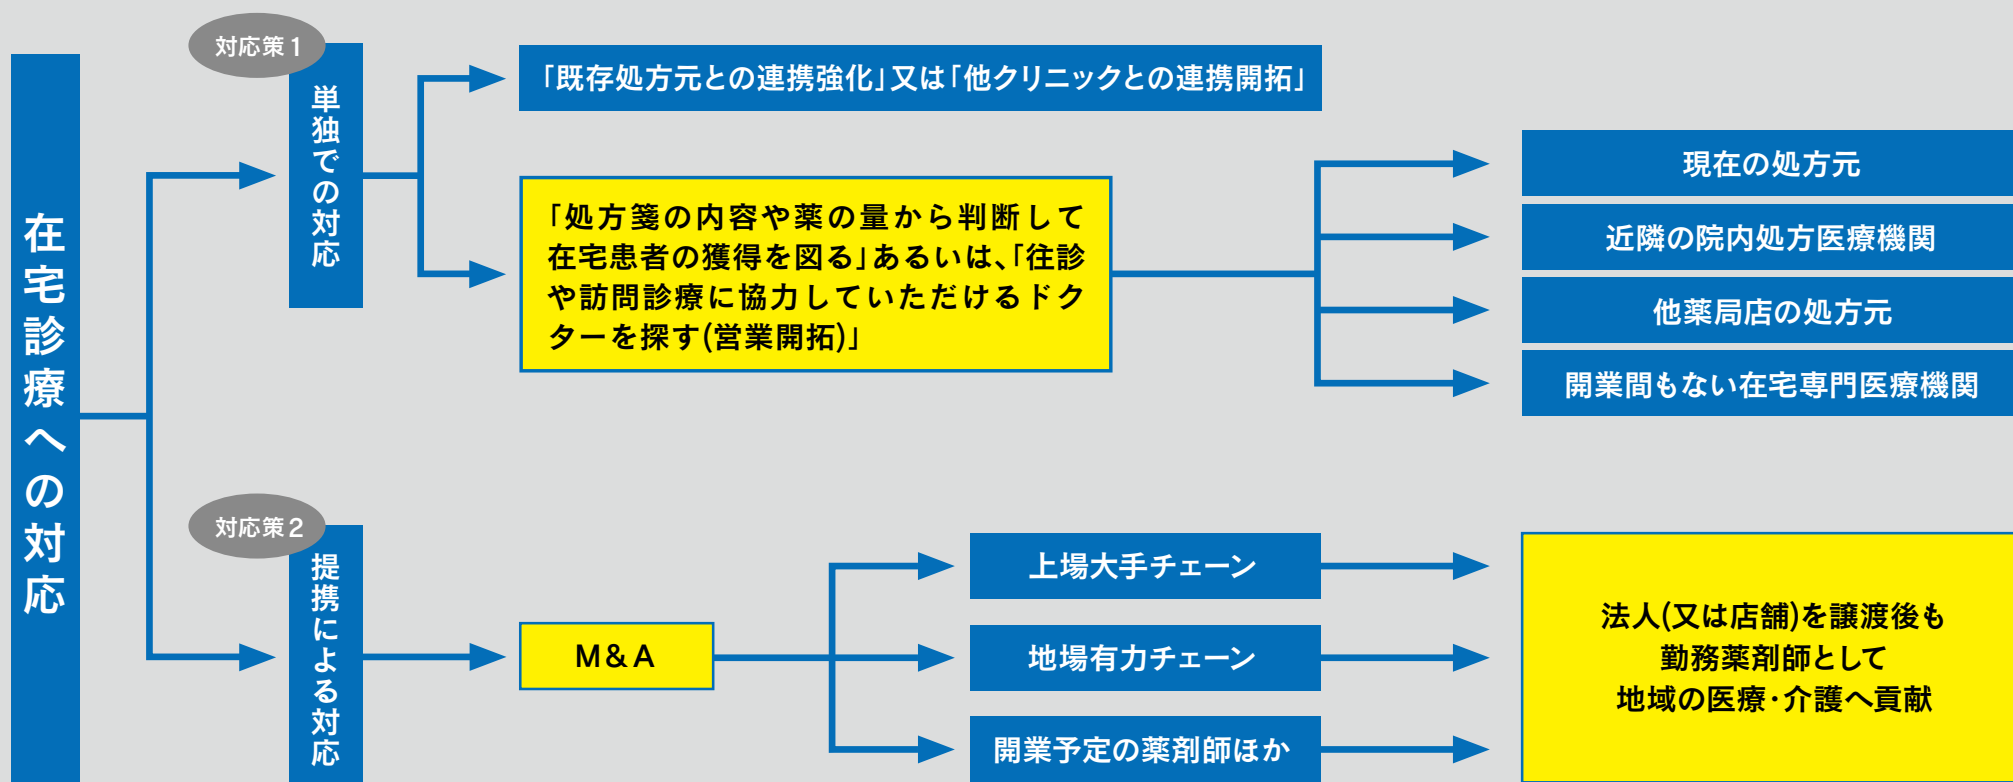 在宅診療への対応
対応策1
単独での対応
「既存処方元との連携強化」又は「他クリニックとの連携開拓」
「処方箋の内容や薬の量から判断して
在宅患者の獲得を図る」あるいは、「往診
や訪問診療に協力していただけるドク
ターを探す(営業開拓)」
現在の処方元
近隣の院内処方医療機関
他薬局店の処方元
開業間もない在宅専門医療機関
対応策2
提携による対応
M&A
上場大手チェーン
地場有力チェーン
開業予定の薬剤師ほか
法人(又は店舗)を譲渡後も
勤務薬剤師として
地域の医療・介護へ貢献